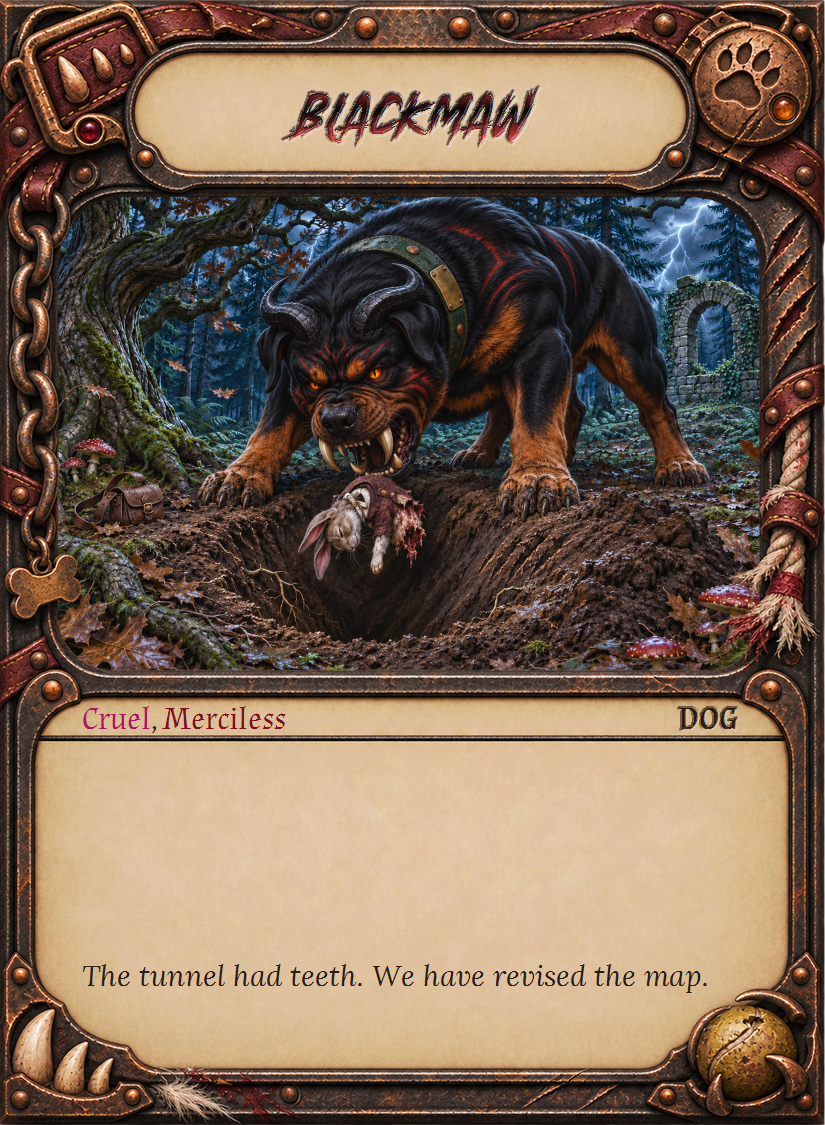 BLACKMAW
Cruel, Merciless DOG
The tunnel had teeth. We have revised the map.